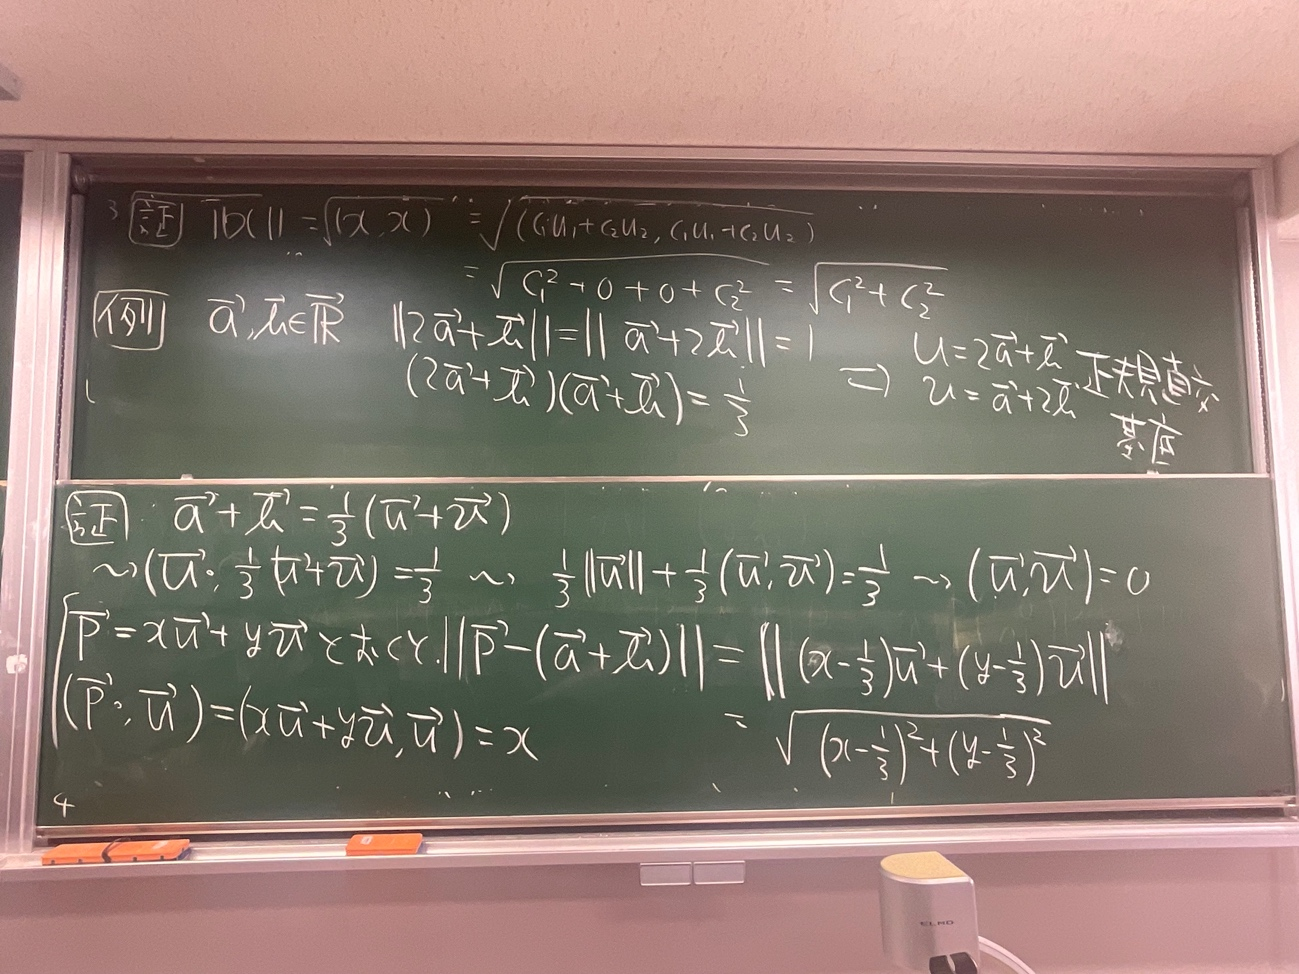 3 証 ||x|| = √(x, x) = √(c₁u₁+c₂u₂, c₁u₁+c₂u₂)
= √c₁²+0+0+c₂² = √c₁²+c₂²
例 a⃗, b⃗ ∈ R⃗ ||2a⃗+b⃗|| = ||a⃗+2b⃗|| = 1
(2a⃗+b⃗)(a⃗+b⃗) = 1/3
⇒ u = 2a⃗+b⃗
v = a⃗+2b⃗
正規直交
基底
証 a⃗+b⃗ = 1/3(u⃗+v⃗)
↝ (u⃗, 1/3 u⃗+v⃗) = 1/3 ↝ 1/3||u⃗|| + 1/3(u⃗, v⃗) = 1/3 ↝ (u⃗, v⃗) = 0
p⃗ = xu⃗+yv⃗ とおくと. ||p⃗-(a⃗+b⃗)|| = ||(x-1/3)u⃗+(y-1/3)v⃗||
(p⃗, u⃗) = (xu⃗+yv⃗, u⃗) = x
= √(x-1/3)²+(y-1/3)²
4
ELMO